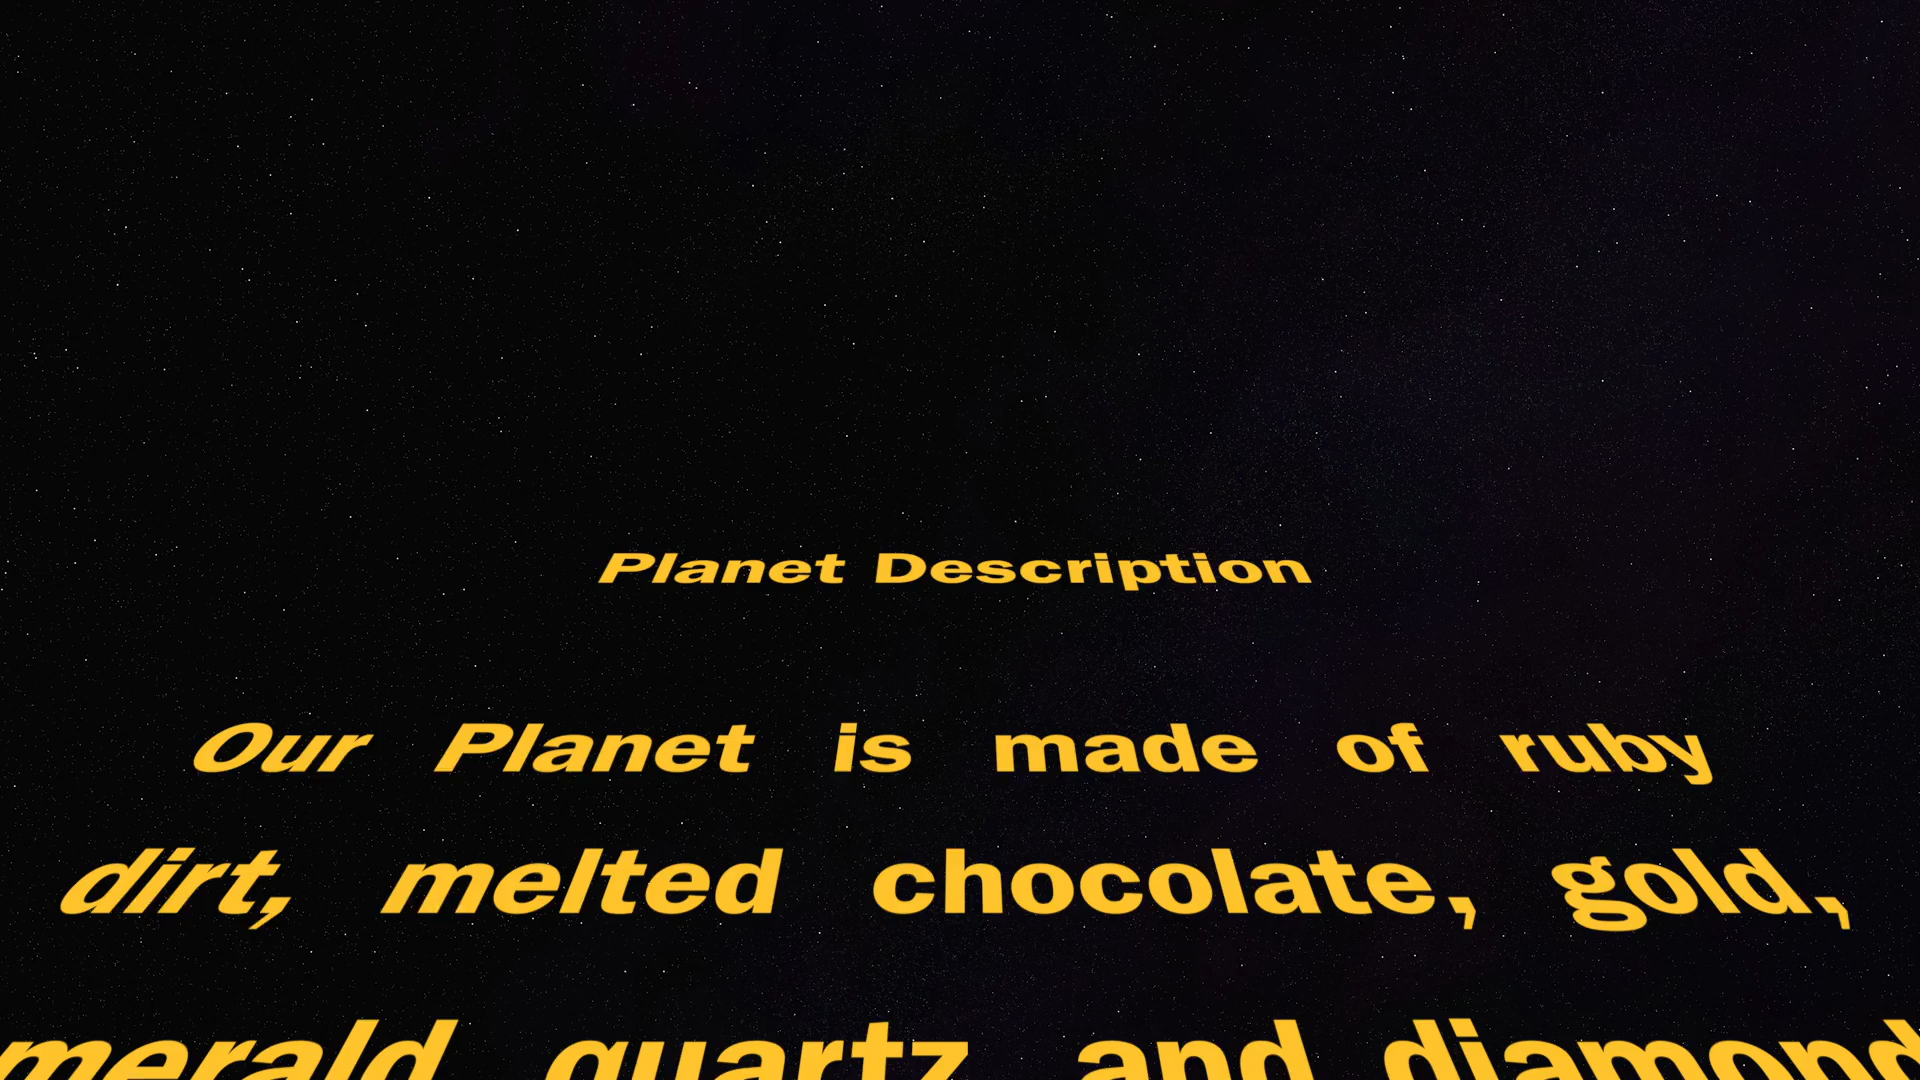 Planet Description
Our Planet is made of ruby
dirt, melted chocolate, gold,
merald quartz and diamond